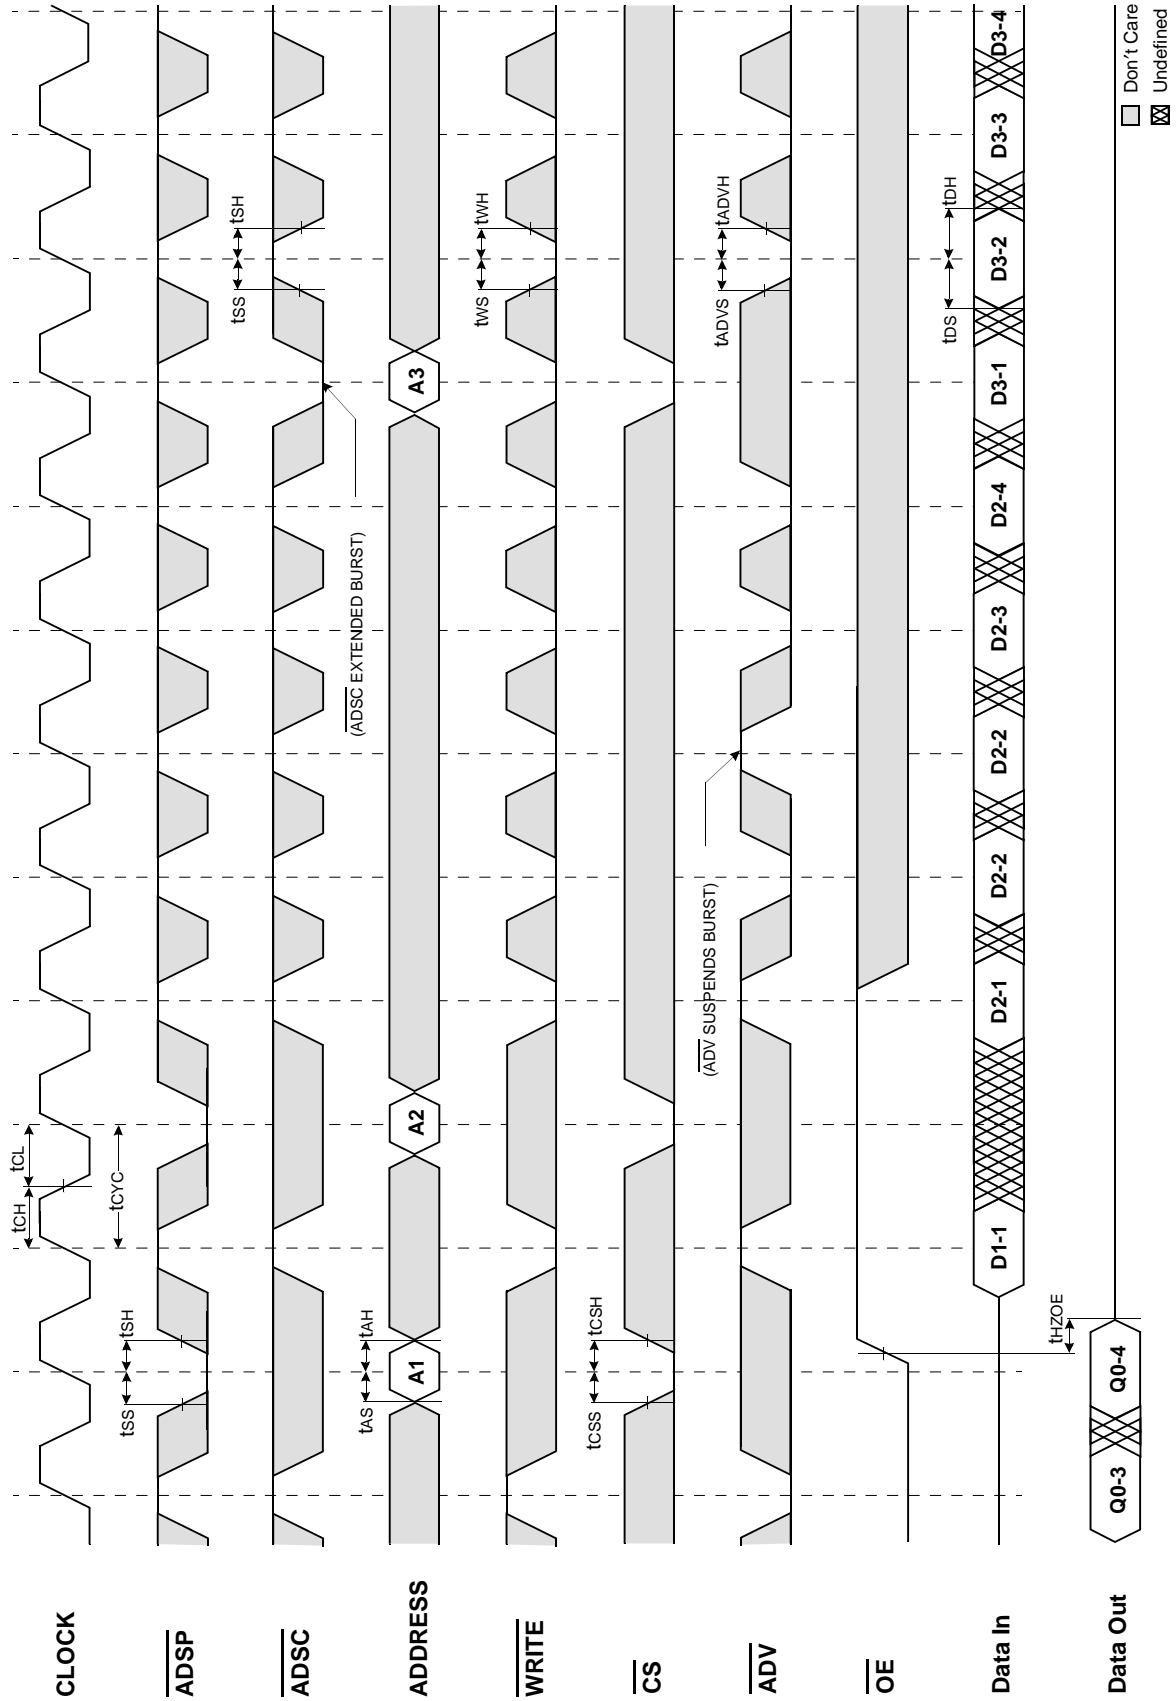 CLOCK
tCH
tCL
tCYC
ADSP
tSS
tSH
ADSC
tSS
tSH
(ADSC EXTENDED BURST)
ADDRESS
tAS
tAH
A1
A2
A3
WRITE
tWS
tWH
CS
tCSS
tCSH
ADV
(ADV SUSPENDS BURST)
tADVS
tADVH
OE
Data In
tDS
tDH
D1-1
D2-1
D2-2
D2-2
D2-3
D2-4
D3-1
D3-2
D3-3
D3-4
Data Out
tHZOE
Q0-3
Q0-4
Don't Care
Undefined